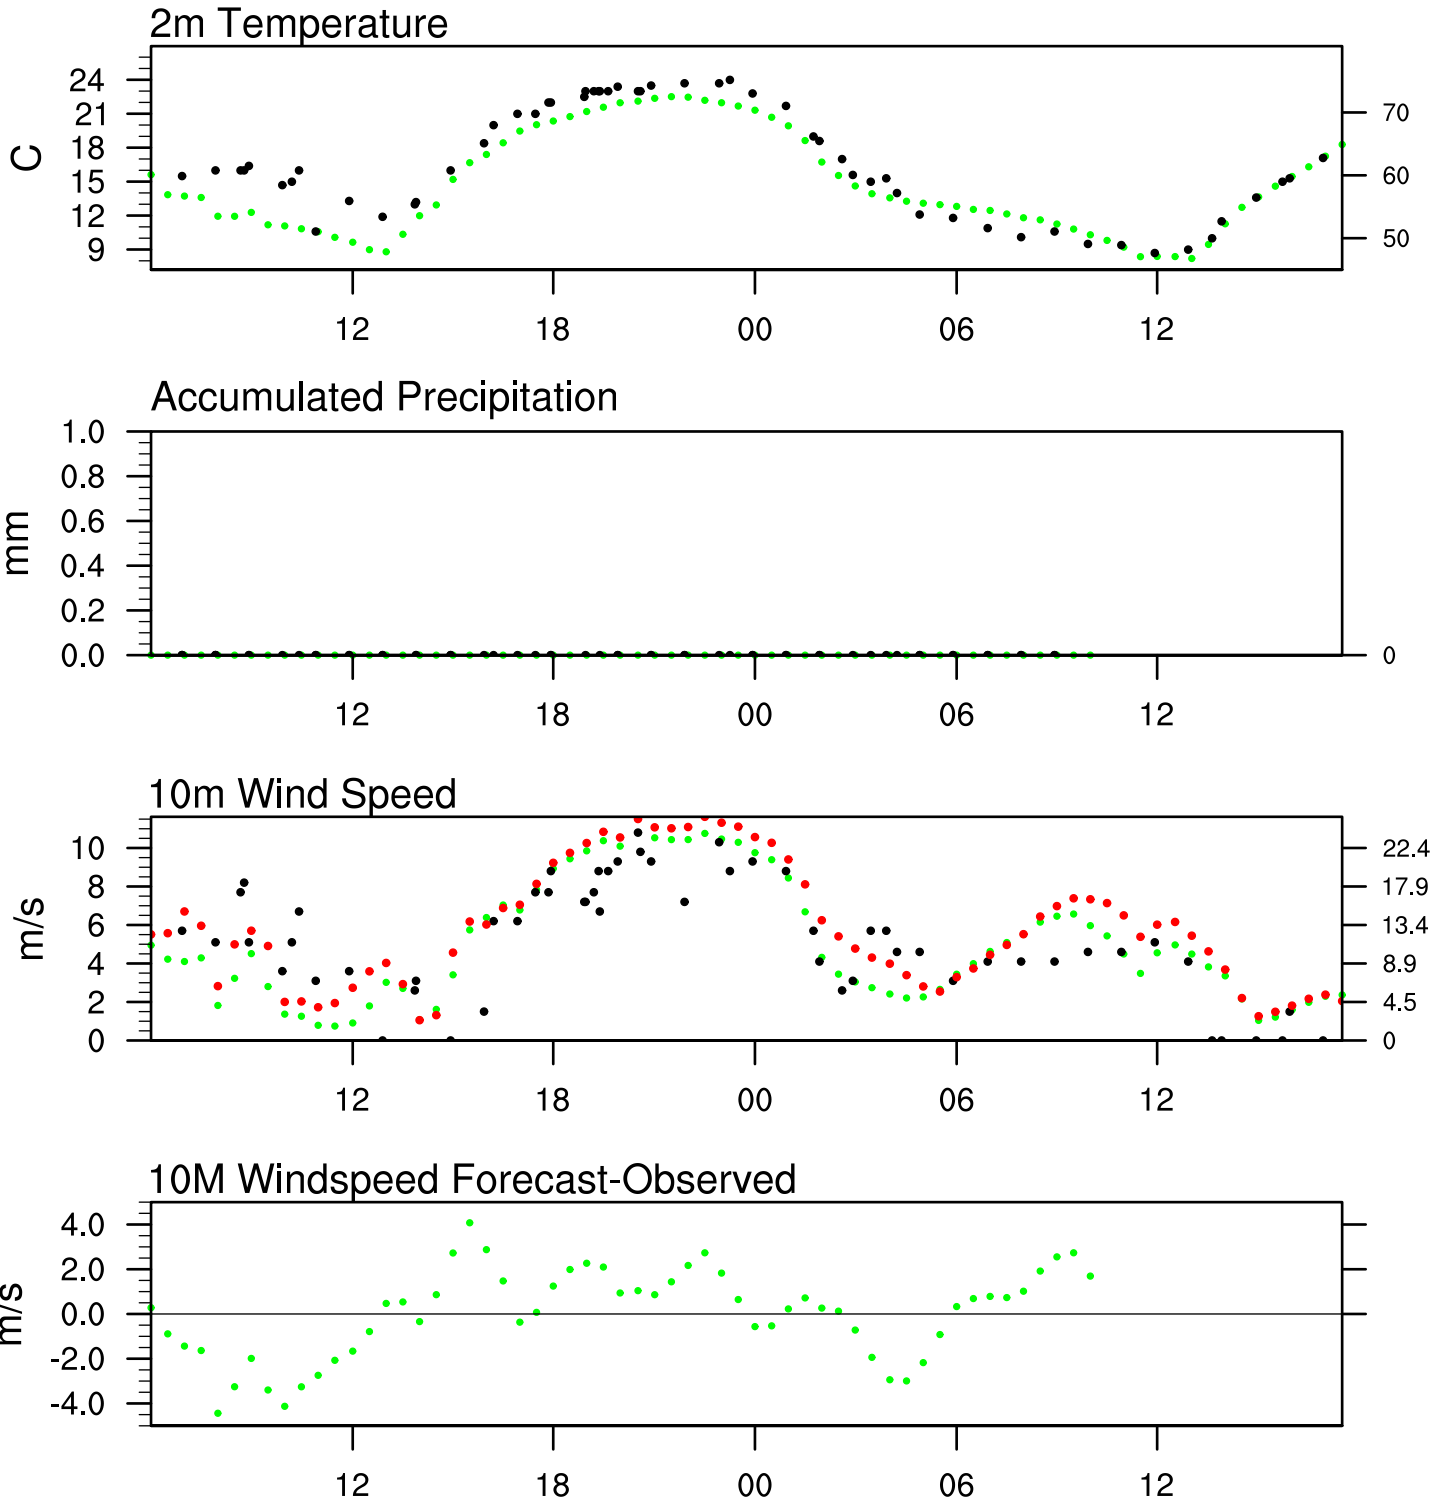 2m Temperature
24
21
18
15
12
9
C
70
60
50
12 18 00 06 12
Accumulated Precipitation
1.0
0.8
0.6
0.4
0.2
0.0
mm
0
12 18 00 06 12
10m Wind Speed
10
8
6
4
2
0
m/s
22.4
17.9
13.4
8.9
4.5
0
12 18 00 06 12
10M Windspeed Forecast-Observed
4.0
2.0
0.0
-2.0
-4.0
m/s
12 18 00 06 12